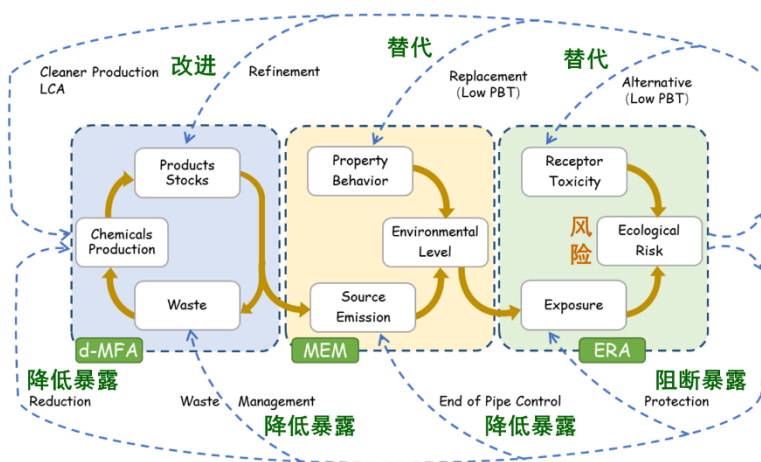 Cleaner Production
LCA
改进
Refinement
替代
Replacement
(Low PBT)
替代
Alternative
(Low PBT)
Products
Stocks
Property
Behavior
Receptor
Toxicity
Chemicals
Production
Environmental
Level
风
险
Ecological
Risk
Waste
Source
Emission
Exposure
d-MFA
MEM
ERA
降低暴露
Reduction
Waste Management
降低暴露
End of Pipe Control
降低暴露
阻断暴露
Protection